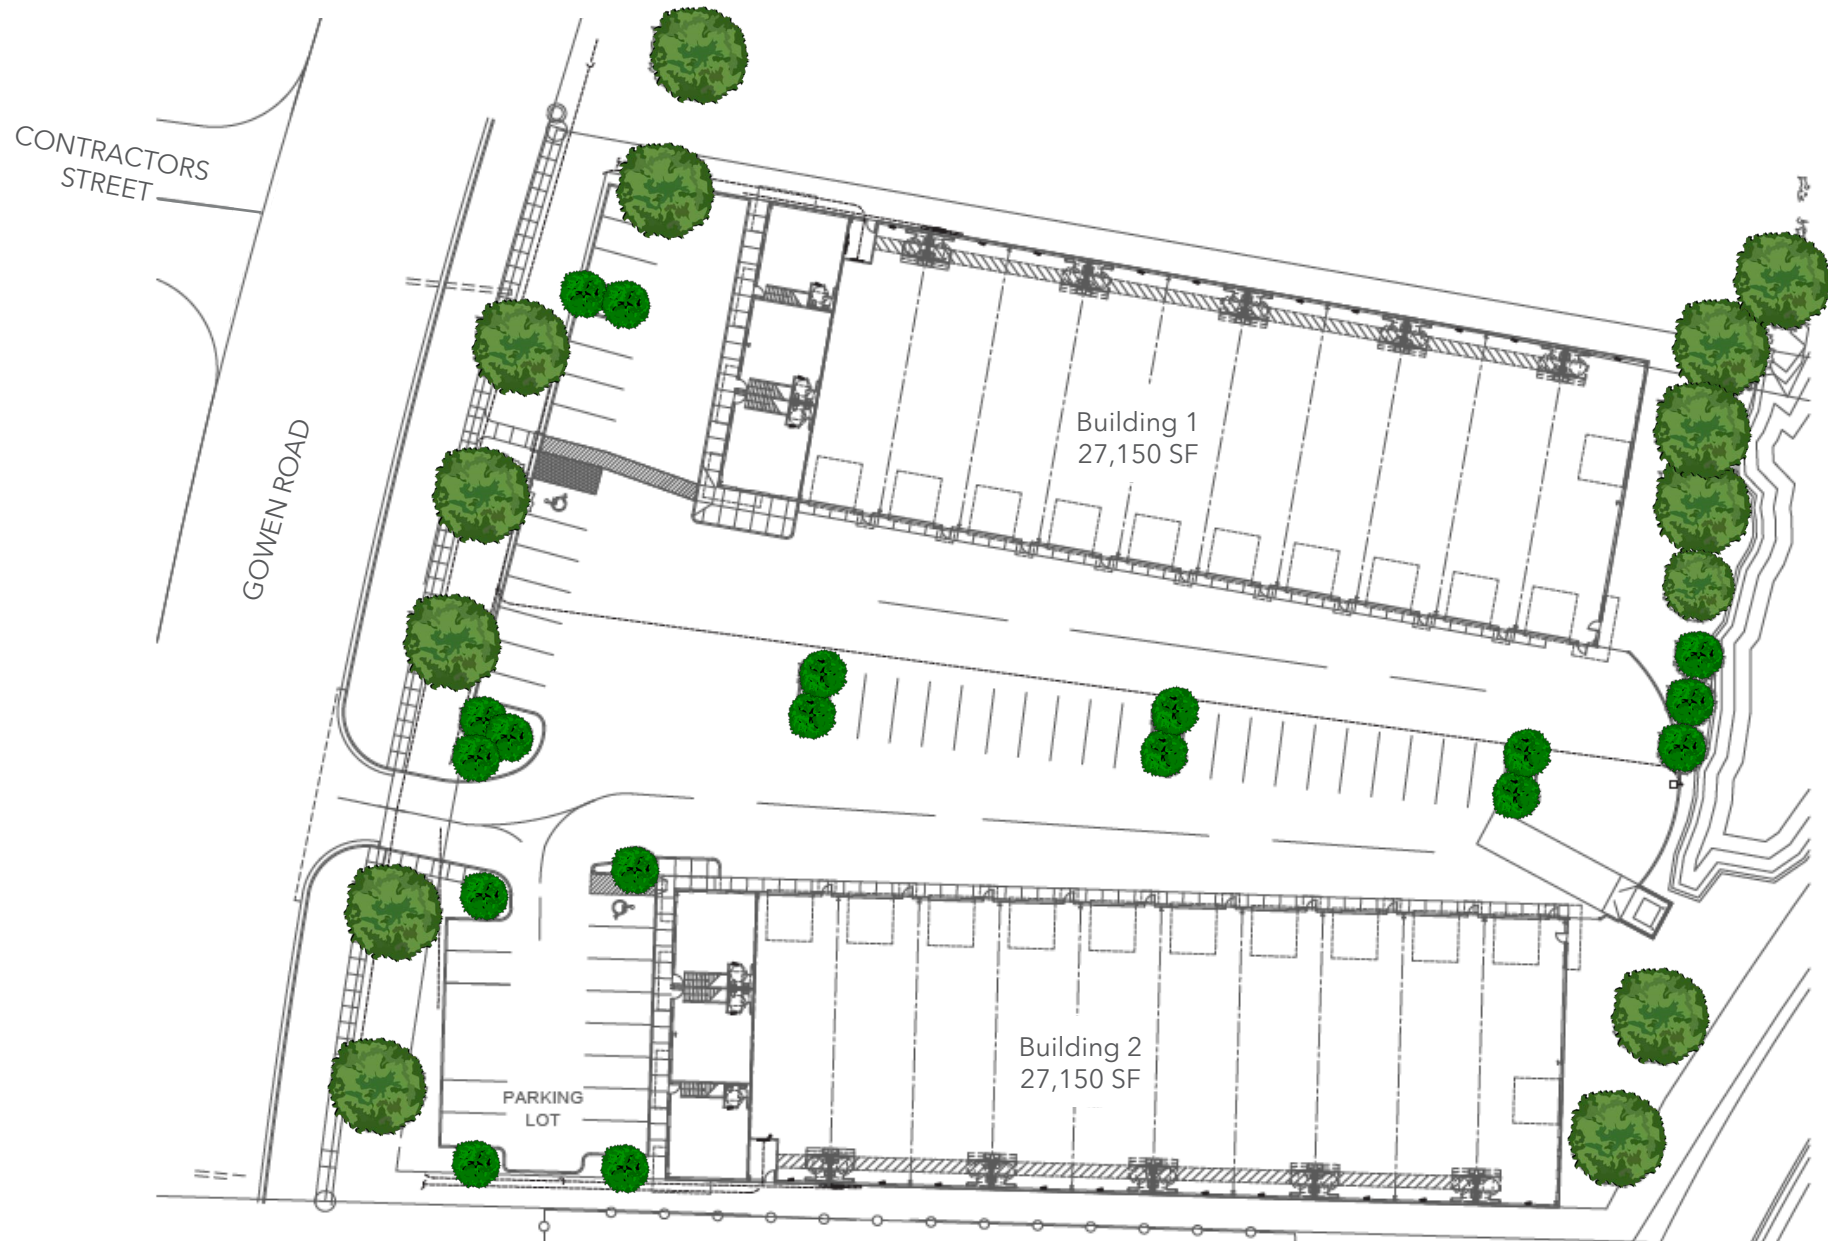 CONTRACTORS
STREET
GOWEN ROAD
Building 1
27,150 SF
Building 2
27,150 SF
PARKING
LOT